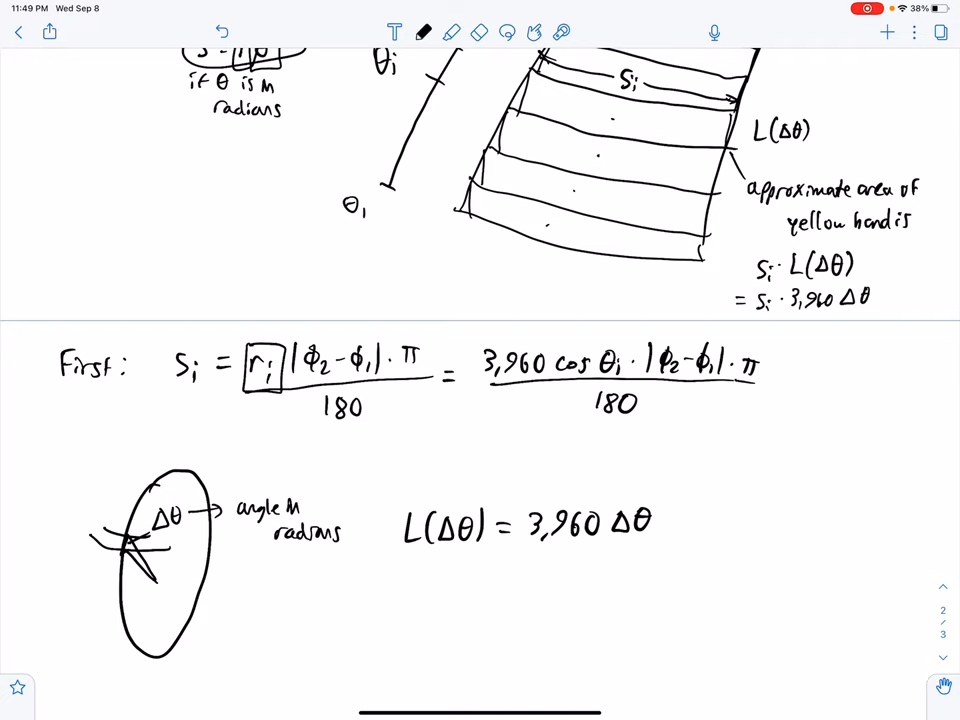 11:49 PM Wed Sep 8
38%
if θ is in
radians
θi
Si
θ1
L(Δθ)
approximate area of
yellow band is
Si · L(Δθ)
= Si · 3,960 Δθ
First: Si = ri |ϕ2 - ϕ1| · π / 180 = 3,960 cos θi · |ϕ2 - ϕ1| · π / 180
Δθ → angle in
radians
L(Δθ) = 3,960 Δθ
2
/
3